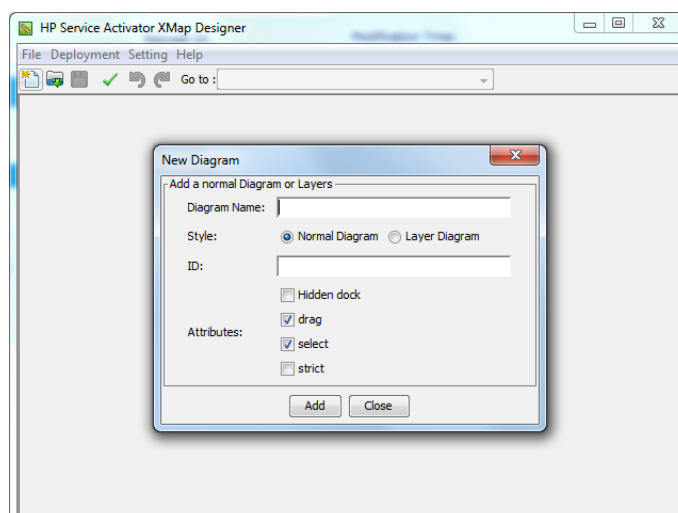 HP Service Activator XMap Designer
File Deployment Setting Help
Go to :
New Diagram
Add a normal Diagram or Layers
Diagram Name:
Style: Normal Diagram Layer Diagram
ID:
Hidden dock
drag
Attributes:
select
strict
Add Close